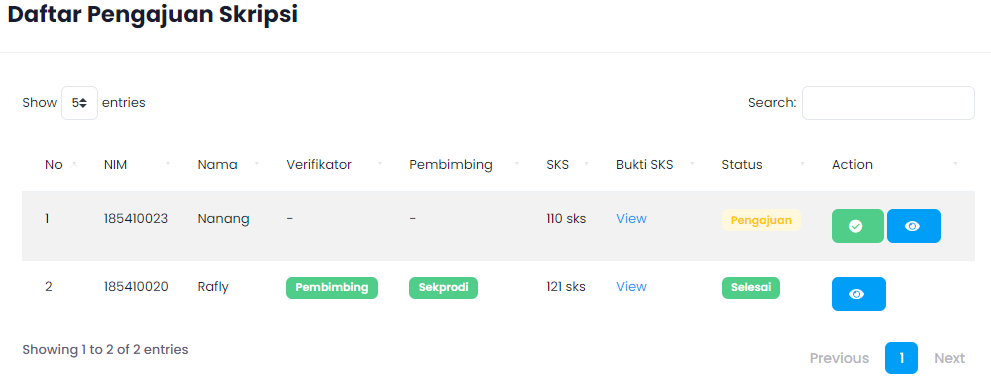 Daftar Pengajuan Skripsi
Show 5 entries Search:
No NIM Nama Verifikator Pembimbing SKS Bukti SKS Status Action
1 185410023 Nanang - - 110 sks View Pengajuan
2 185410020 Rafly Pembimbing Sekprodi 121 sks View Selesai
Showing 1 to 2 of 2 entries
Previous 1 Next